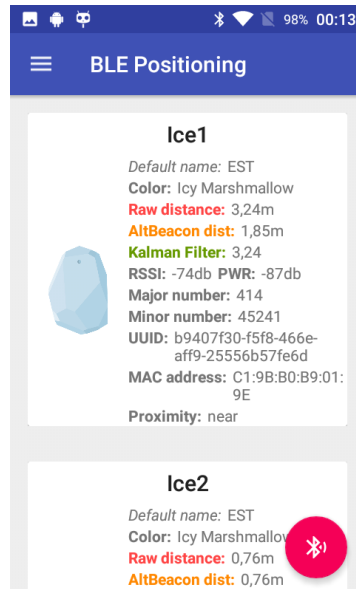 98% 00:13
BLE Positioning
Ice1
Default name: EST
Color: Icy Marshmallow
Raw distance: 3,24m
AltBeacon dist: 1,85m
Kalman Filter: 3,24
RSSI: -74db PWR: -87db
Major number: 414
Minor number: 45241
UUID: b9407f30-f5f8-466e-
aff9-25556b57fe6d
MAC address: C1:9B:B0:B9:01:
9E
Proximity: near
Ice2
Default name: EST
Color: Icy Marshmallow
Raw distance: 0,76m
AltBeacon dist: 0,76m